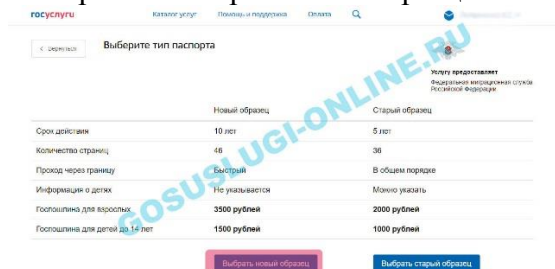 госуслуги Каталог услуг Помощь и поддержка Оплата
< Вернуться Выберите тип паспорта
Услугу предоставляет
Федеральная миграционная служба
Российской Федерации
Новый образец Старый образец
Срок действия 10 лет 5 лет
Количество страниц 46 36
Проход через границу Быстрый В общем порядке
Информация о детях Не указывается Можно указать
Госпошлина для взрослых 3500 рублей 2000 рублей
Госпошлина для детей до 14 лет 1500 рублей 1000 рублей
Выбрать новый образец Выбрать старый образец
GOSUSLUGI-ONLINE.RU